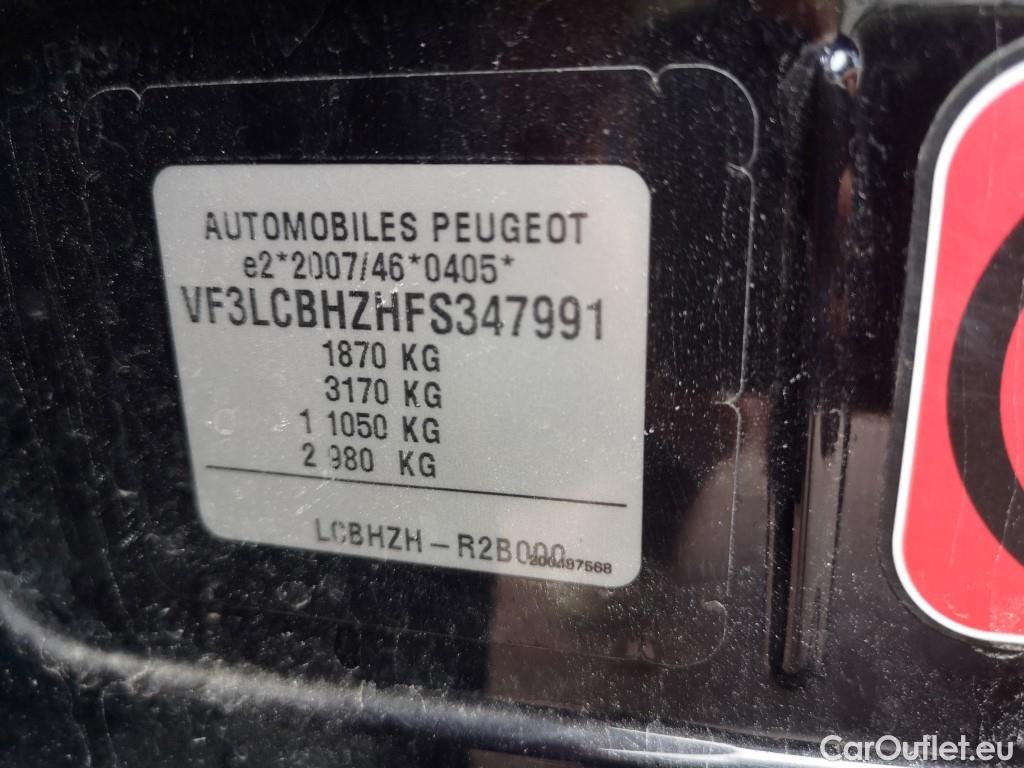 AUTOMOBILES PEUGEOT
e2*2007/46*0405*
VF3LCBHZHFS347991
1870 KG
3170 KG
1 1050 KG
2 980 KG
LCBHZH - R2B000
CarOutlet.eu